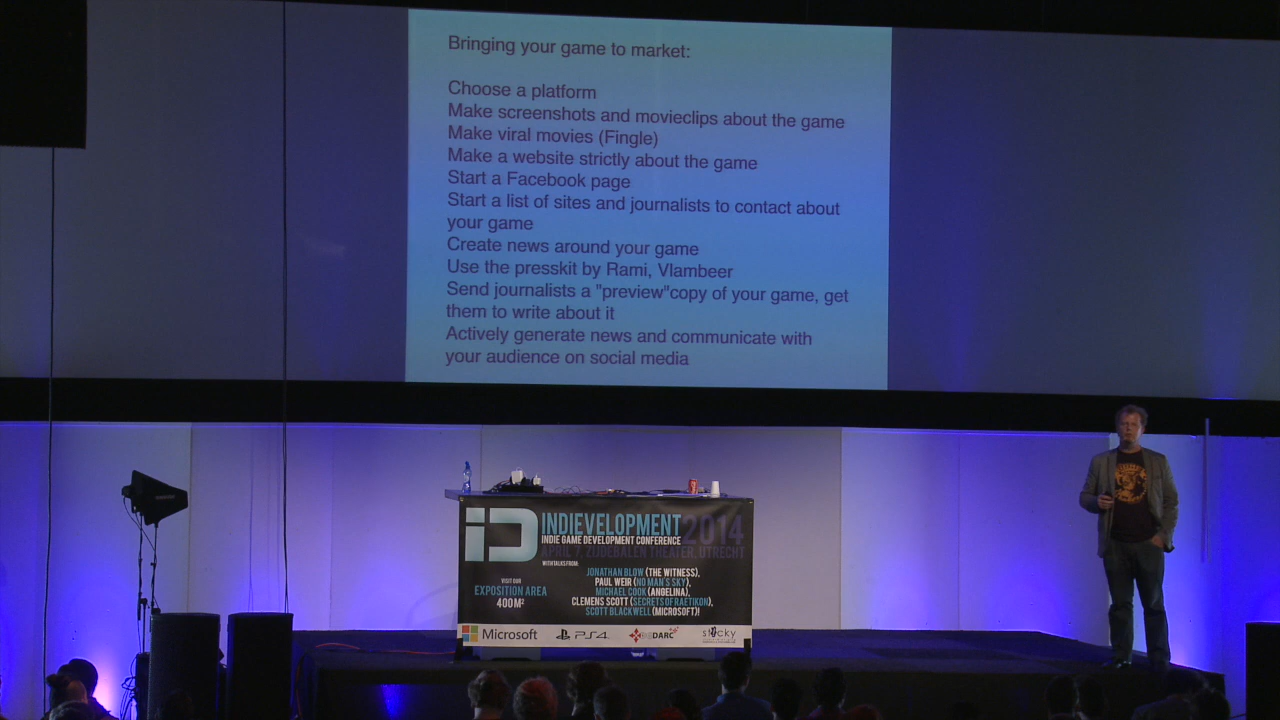 Bringing your game to market:
Choose a platform
Make screenshots and movieclips about the game
Make viral movies (Fingle)
Make a website strictly about the game
Start a Facebook page
Start a list of sites and journalists to contact about
your game
Create news around your game
Use the presskit by Rami, Vlambeer
Send journalists a "preview"copy of your game, get
them to write about it
Actively generate news and communicate with
your audience on social media
iD
INDIEVELOPMENT 2014
INDIE GAME DEVELOPMENT CONFERENCE
APRIL 7, ZIJDEBALEN THEATER, UTRECHT
WITH TALKS FROM:
JONATHAN BLOW (THE WITNESS),
PAUL WEIR (NO MAN'S SKY),
MICHAEL COOK (ANGELINA),
CLEMENS SCOTT (SECRETS OF RAETIKON),
SCOTT BLACKWELL (MICROSOFT)!
VISIT OUR
EXPOSITION AREA
400M²
Microsoft
PS4
DARC
sticky